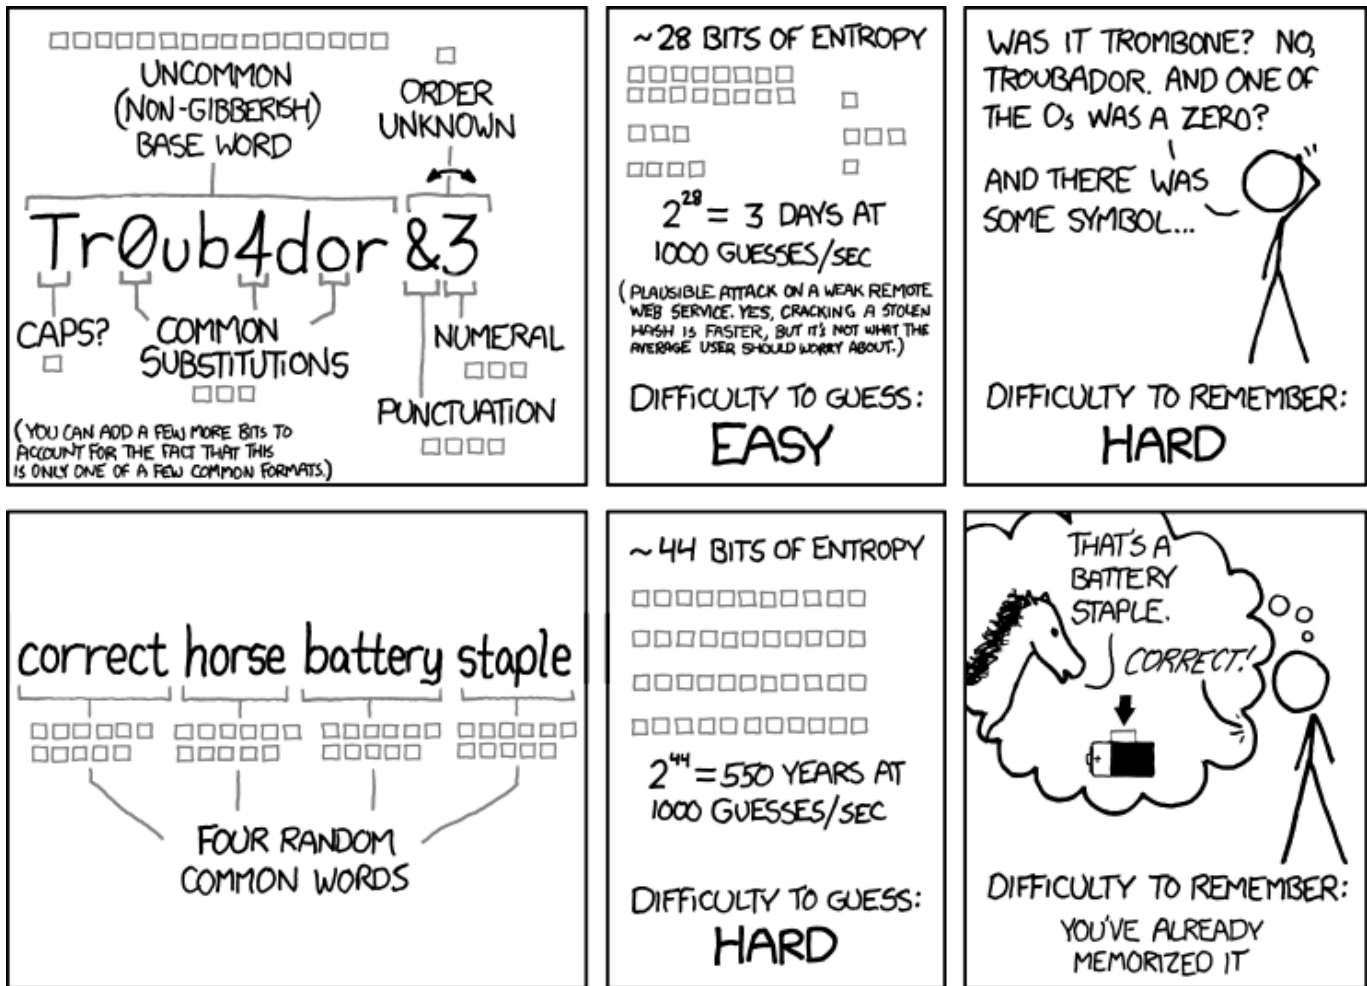 UNCOMMON
(NON-GIBBERISH)
BASE WORD
ORDER
UNKNOWN
Tr0ub4dor &3
CAPS?
COMMON
SUBSTITUTIONS
NUMERAL
PUNCTUATION
(YOU CAN ADD A FEW MORE BITS TO
ACCOUNT FOR THE FACT THAT THIS
IS ONLY ONE OF A FEW COMMON FORMATS.)
~28 BITS OF ENTROPY
2^28 = 3 DAYS AT
1000 GUESSES/SEC
(PLAUSIBLE ATTACK ON A WEAK REMOTE
WEB SERVICE. YES, CRACKING A STOLEN
HASH IS FASTER, BUT IT'S NOT WHAT THE
AVERAGE USER SHOULD WORRY ABOUT.)
DIFFICULTY TO GUESS:
EASY
WAS IT TROMBONE? NO,
TROUBADOR. AND ONE OF
THE Os WAS A ZERO?
AND THERE WAS
SOME SYMBOL...
DIFFICULTY TO REMEMBER:
HARD
correct horse battery staple
FOUR RANDOM
COMMON WORDS
~44 BITS OF ENTROPY
2^44 = 550 YEARS AT
1000 GUESSES/SEC
DIFFICULTY TO GUESS:
HARD
THAT'S A
BATTERY
STAPLE.
CORRECT!
+
DIFFICULTY TO REMEMBER:
YOU'VE ALREADY
MEMORIZED IT